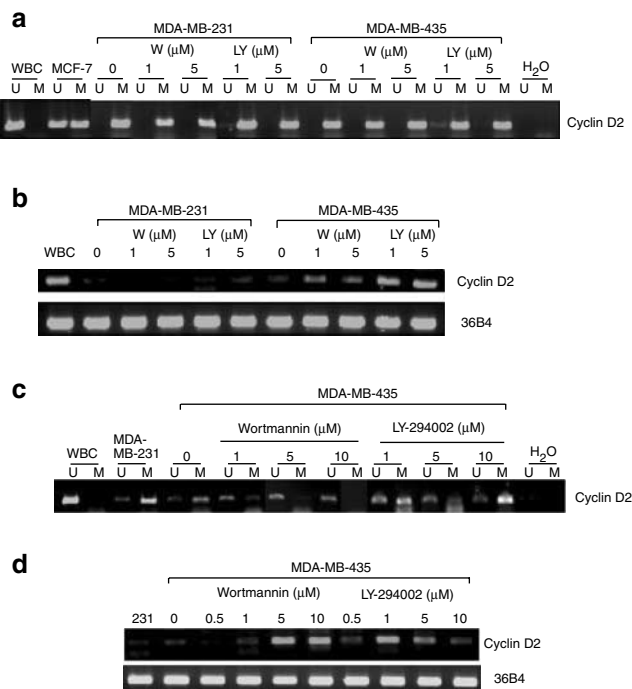 a
MDA-MB-231 MDA-MB-435
W (μM) LY (μM) W (μM) LY (μM)
WBC MCF-7 0 1 5 1 5 0 1 5 1 5 H2O
U M U M U M U M U M U M U M U M U M U M U M U M U M
Cyclin D2
b
MDA-MB-231 MDA-MB-435
W (μM) LY (μM) W (μM) LY (μM)
WBC 0 1 5 1 5 0 1 5 1 5
Cyclin D2
36B4
c
MDA-MB-435
Wortmannin (μM) LY-294002 (μM)
WBC MDA-MB-231 0 1 5 10 1 5 10 H2O
U M U M U M U M U M U M U M U M U M U M
Cyclin D2
d
MDA-MB-435
Wortmannin (μM) LY-294002 (μM)
231 0 0.5 1 5 10 0.5 1 5 10
Cyclin D2
36B4